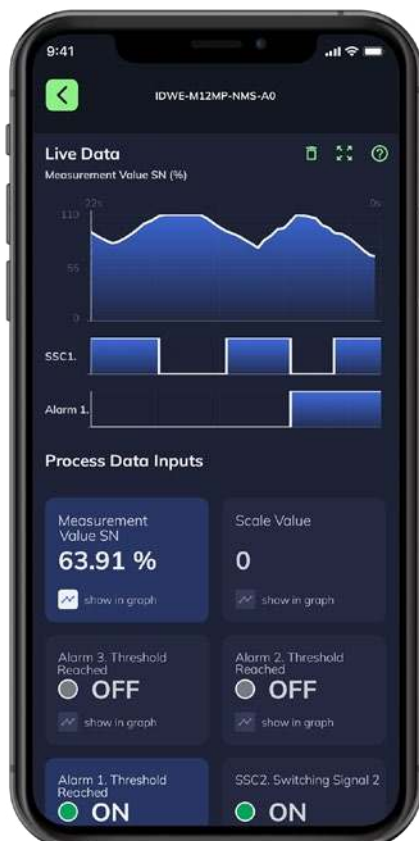 9:41
IDWE-M12MP-NMS-A0
Live Data
Measurement Value SN (%)
22s
0s
110
55
0
SSC1.
Alarm 1.
Process Data Inputs
Measurement
Value SN
63.91 %
show in graph
Scale Value
0
show in graph
Alarm 3. Threshold
Reached
OFF
show in graph
Alarm 2. Threshold
Reached
OFF
show in graph
Alarm 1. Threshold
Reached
ON
SSC2. Switching Signal 2
ON